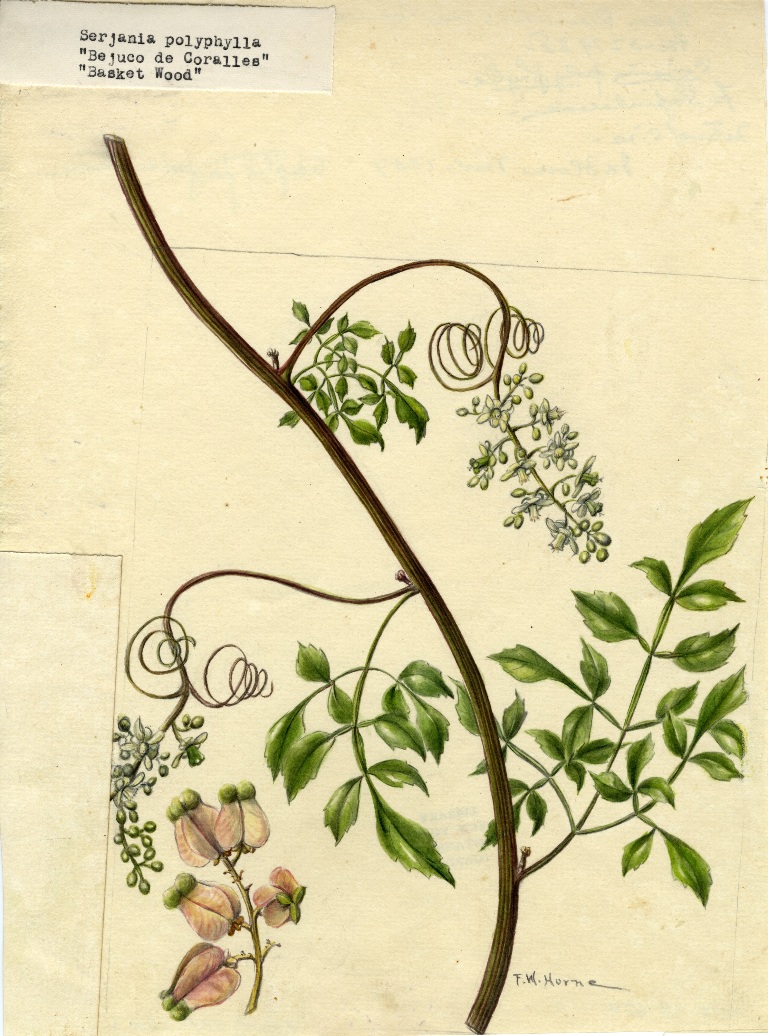 Serjania polyphylla
"Bejuco de Coralles"
"Basket Wood"
F.W. Horne